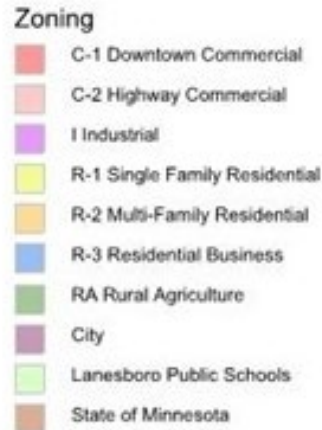 Zoning
C-1 Downtown Commercial
C-2 Highway Commercial
I Industrial
R-1 Single Family Residential
R-2 Multi-Family Residential
R-3 Residential Business
RA Rural Agriculture
City
Lanesboro Public Schools
State of Minnesota